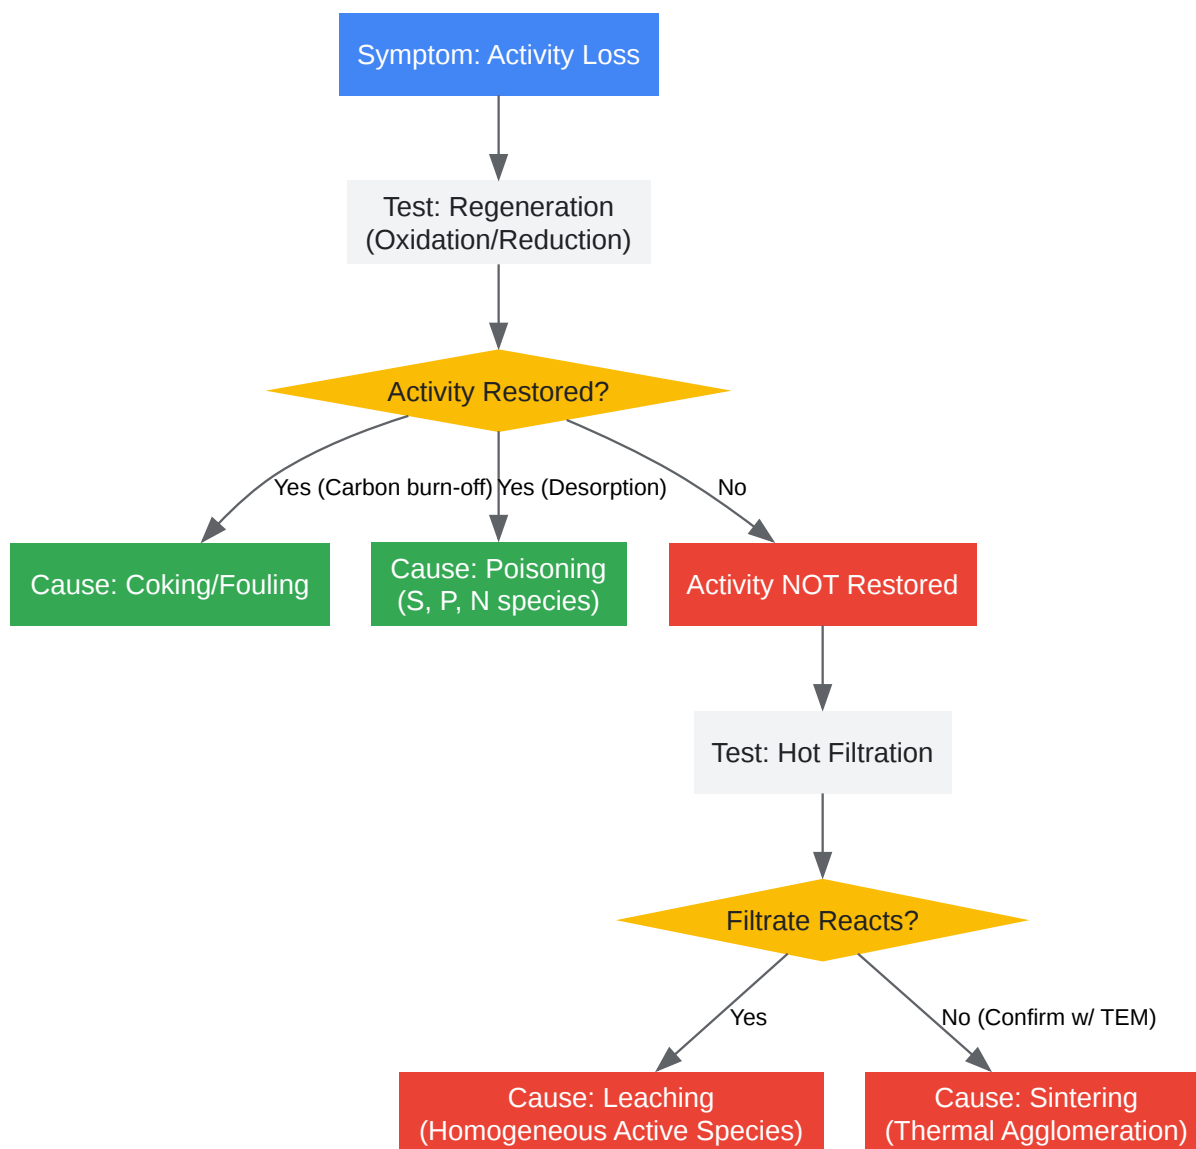 Symptom: Activity Loss
Test: Regeneration
(Oxidation/Reduction)
Activity Restored?
Yes (Carbon burn-off)
Yes (Desorption)
No
Cause: Coking/Fouling
Cause: Poisoning
(S, P, N species)
Activity NOT Restored
Test: Hot Filtration
Filtrate Reacts?
Yes
No (Confirm w/ TEM)
Cause: Leaching
(Homogeneous Active Species)
Cause: Sintering
(Thermal Agglomeration)